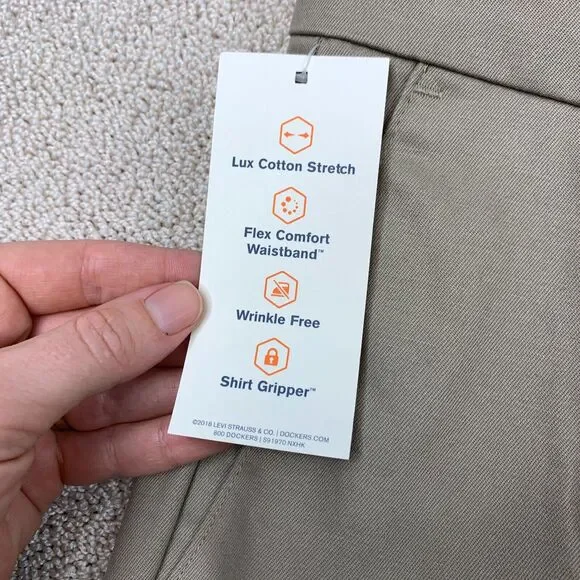 Lux Cotton Stretch
Flex Comfort
Waistband™
Wrinkle Free
Shirt Gripper™
©2018 LEVI STRAUSS & CO. | DOCKERS.COM
800 DOCKERS | S91970 NXHK